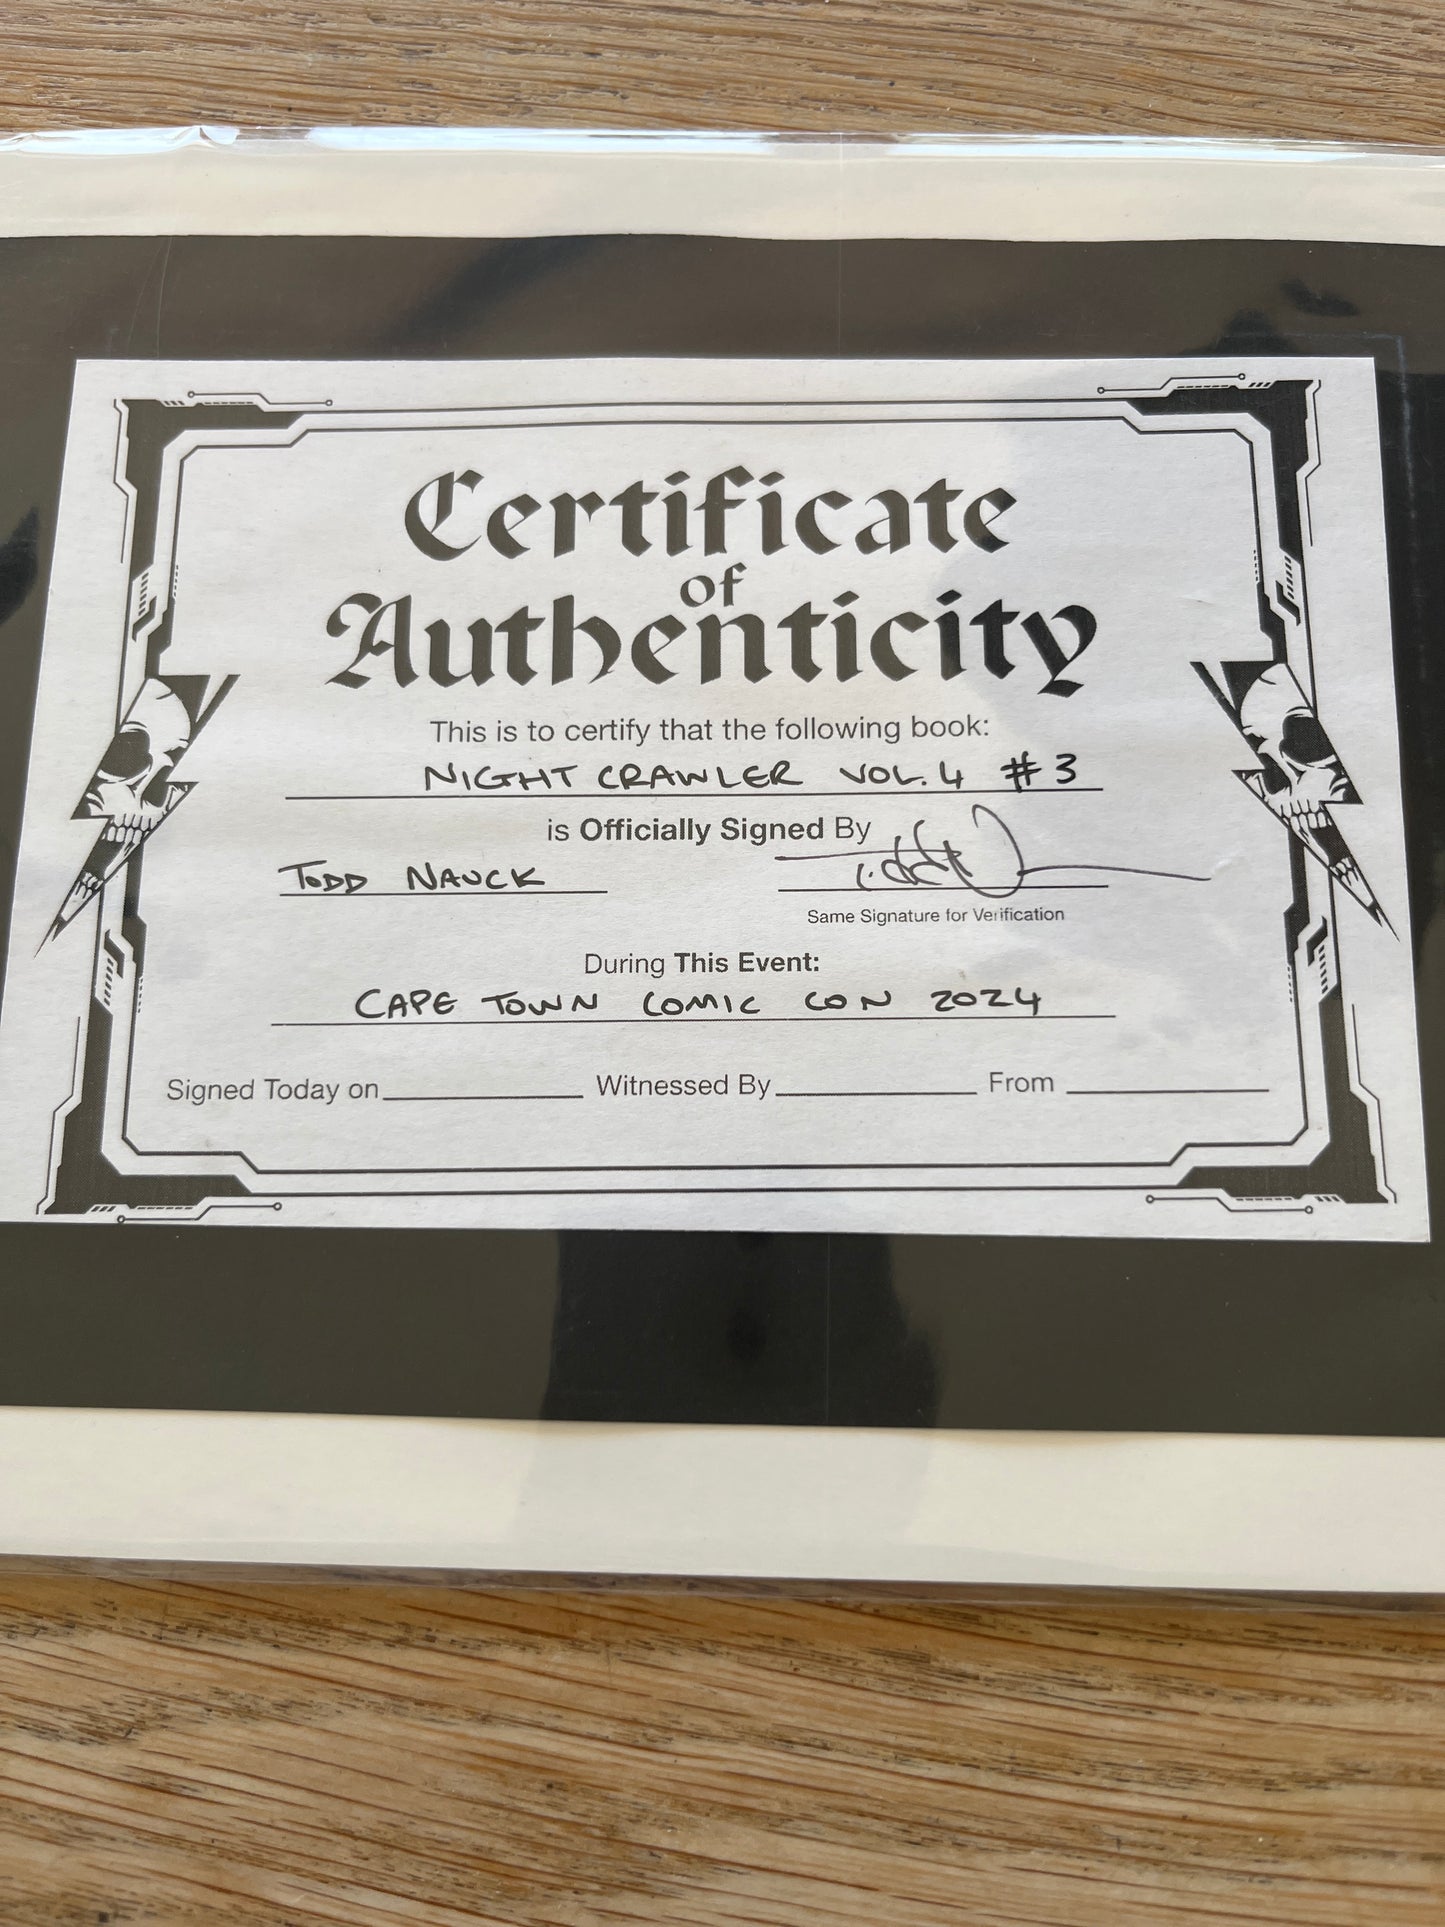 Certificate
of
Authenticity
This is to certify that the following book:
NIGHT CRAWLER VOL. 4 #3
is Officially Signed By
TODD NAUCK
Same Signature for Verification
During This Event:
CAPE TOWN COMIC CON 2024
Signed Today on Witnessed By From